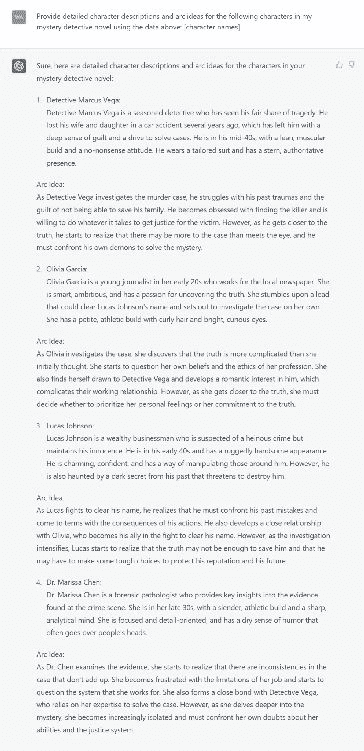 Provide detailed character descriptions and arc ideas for the following characters in my
mystery detective novel using the data above: [character names]
Sure, here are detailed character descriptions and arc ideas for the characters in your
mystery detective novel:
1. Detective Marcus Vega:
Detective Marcus Vega is a seasoned detective who has seen his fair share of tragedy. He
lost his wife and daughter in a car accident several years ago, which has left him with a
deep sense of guilt and a drive to solve cases. He is in his mid-40s, with a lean, muscular
build and a no-nonsense attitude. He wears a tailored suit and has a stern, authoritative
presence.
Arc Idea:
As Detective Vega investigates the murder case, he struggles with his past traumas and the
guilt of not being able to save his family. He becomes obsessed with finding the killer and is
willing to do whatever it takes to get justice for the victim. However, as he gets closer to the
truth, he starts to realize that there may be more to the case than meets the eye, and he
must confront his own demons to solve the mystery.
2. Olivia Garcia:
Olivia Garcia is a young journalist in her early 20s who works for the local newspaper. She
is smart, ambitious, and has a passion for uncovering the truth. She stumbles upon a lead
that could clear Lucas Johnson's name and sets out to investigate the case on her own.
She has a petite, athletic build with curly hair and bright, curious eyes.
Arc Idea:
As Olivia investigates the case, she discovers that the truth is more complicated than she
initially thought. She starts to question her own beliefs and the ethics of her profession. She
also finds herself drawn to Detective Vega and develops a romantic interest in him, which
complicates their working relationship. However, as she gets closer to the truth, she must
decide whether to prioritize her personal feelings or her commitment to the truth.
3. Lucas Johnson:
Lucas Johnson is a wealthy businessman who is suspected of a heinous crime but
maintains his innocence. He is in his early 40s and has a ruggedly handsome appearance.
He is charming, confident, and has a way of manipulating those around him. However, he
is also haunted by a dark secret from his past that threatens to destroy him.
Arc Idea:
As Lucas fights to clear his name, he realizes that he must confront his past mistakes and
come to terms with the consequences of his actions. He also develops a close relationship
with Olivia, who becomes his ally in the fight to clear his name. However, as the investigation
intensifies, Lucas starts to realize that the truth may not be enough to save him and that he
may have to make some tough choices to protect his reputation and his future.
4. Dr. Marissa Chen:
Dr. Marissa Chen is a forensic pathologist who provides key insights into the evidence
found at the crime scene. She is in her late 30s, with a slender, athletic build and a sharp,
analytical mind. She is focused and detail-oriented, and has a dry sense of humor that
often goes over people's heads.
Arc Idea:
As Dr. Chen examines the evidence, she starts to realize that there are inconsistencies in the
case that don't add up. She becomes frustrated with the limitations of her job and starts to
question the system that she works for. She also forms a close bond with Detective Vega,
who relies on her expertise to solve the case. However, as she delves deeper into the
mystery, she becomes increasingly isolated and must confront her own doubts about her
abilities and the justice system.